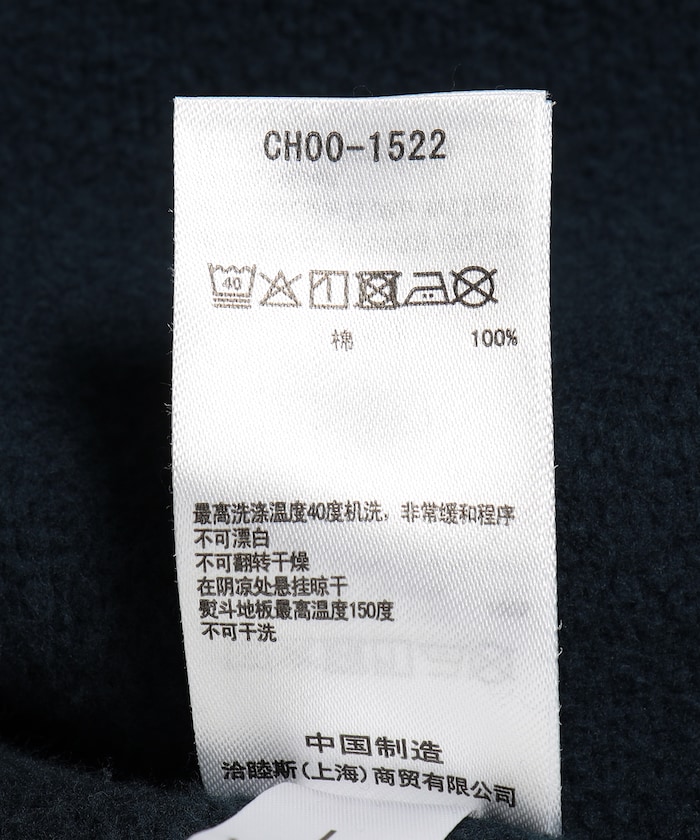 CH00-1522
40
棉 100%
最高洗涤温度40度机洗，非常缓和程序
不可漂白
不可翻转干燥
在阴凉处悬挂晾干
熨斗地板最高温度150度
不可干洗
中国制造
洽睦斯(上海)商贸有限公司